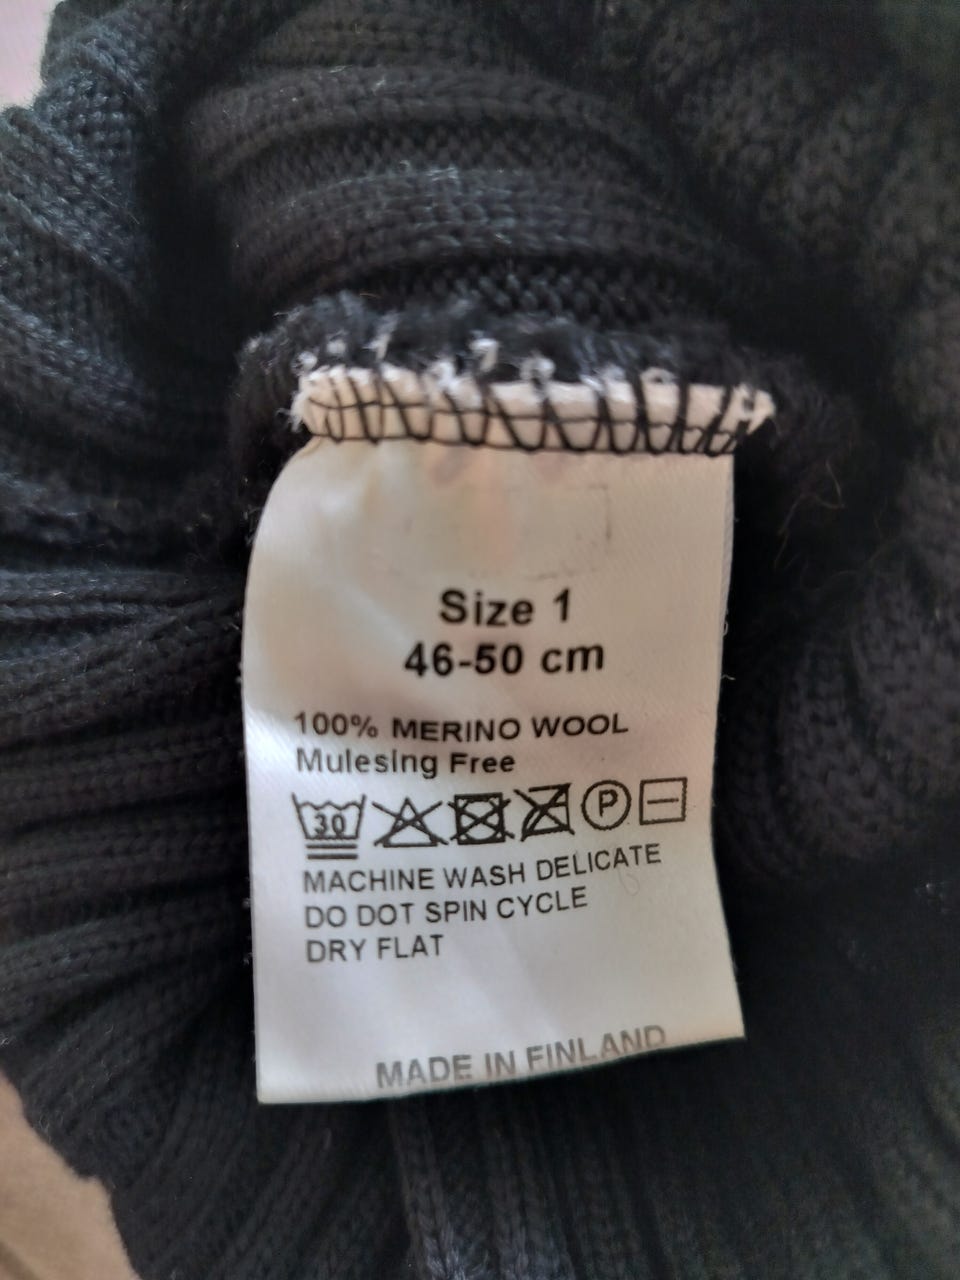 Size 1
46-50 cm
100% MERINO WOOL
Mulesing Free
30 P
MACHINE WASH DELICATE
DO DOT SPIN CYCLE
DRY FLAT
MADE IN FINLAND